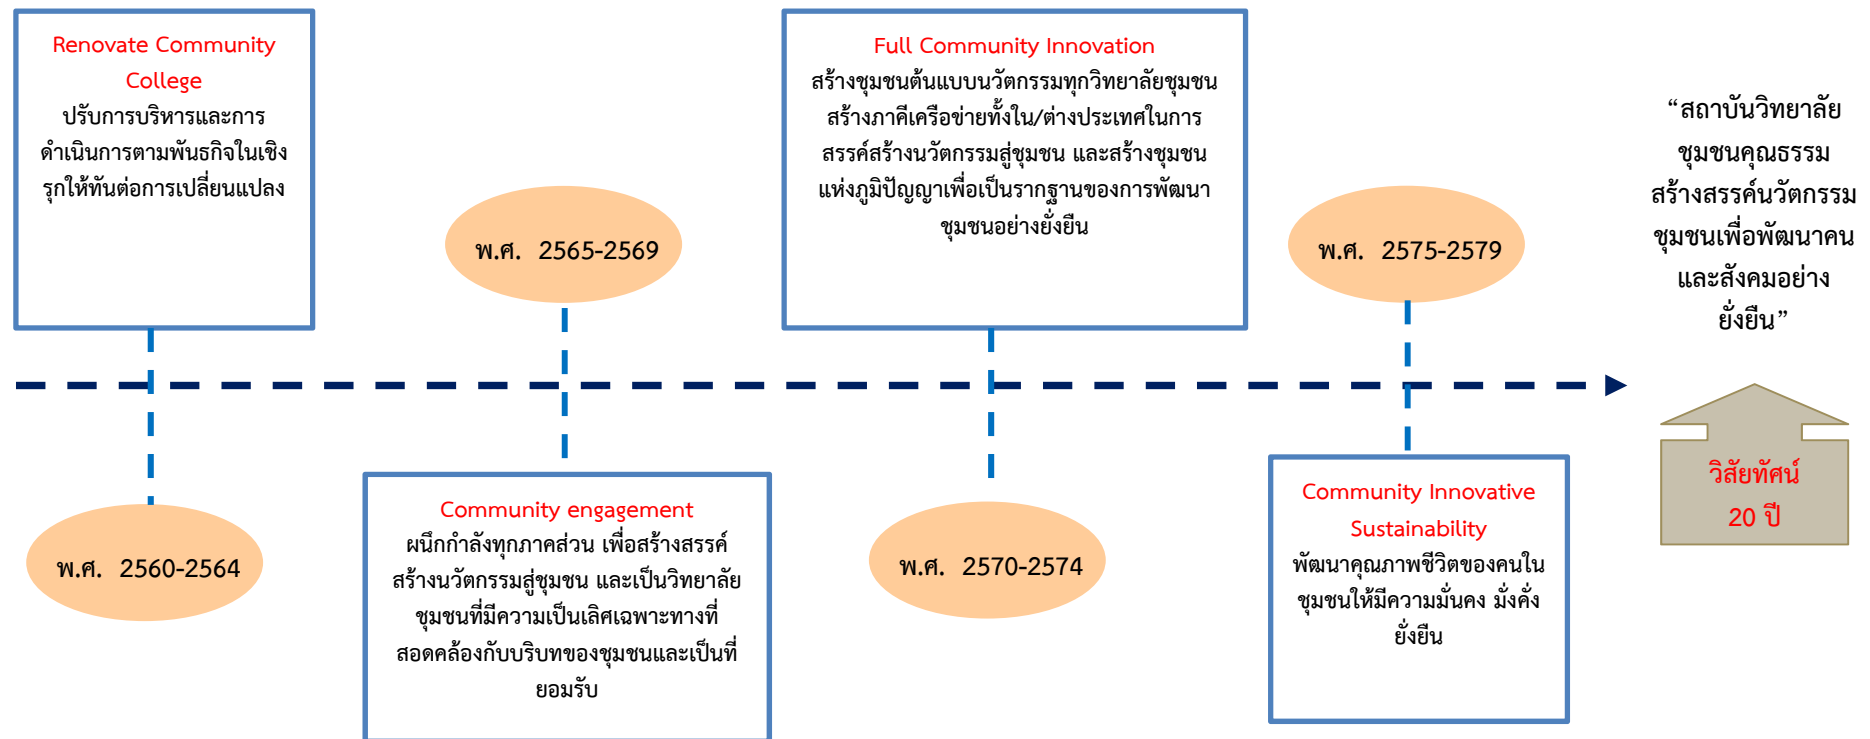 Renovate Community
College
ปรับการบริหารและการ
ดำเนินการตามพันธกิจในเชิง
รุกให้ทันต่อการเปลี่ยนแปลง
พ.ศ. 2560-2564
พ.ศ. 2565-2569
Community engagement
ผนึกกำลังทุกภาคส่วน เพื่อสร้างสรรค์
สร้างนวัตกรรมสู่ชุมชน และเป็นวิทยาลัย
ชุมชนที่มีความเป็นเลิศเฉพาะทางที่
สอดคล้องกับบริบทของชุมชนและเป็นที่
ยอมรับ
Full Community Innovation
สร้างชุมชนต้นแบบนวัตกรรมทุกวิทยาลัยชุมชน
สร้างภาคีเครือข่ายทั้งใน/ต่างประเทศในการ
สรรค์สร้างนวัตกรรมสู่ชุมชน และสร้างชุมชน
แห่งภูมิปัญญาเพื่อเป็นรากฐานของการพัฒนา
ชุมชนอย่างยั่งยืน
พ.ศ. 2570-2574
พ.ศ. 2575-2579
Community Innovative
Sustainability
พัฒนาคุณภาพชีวิตของคนใน
ชุมชนให้มีความมั่นคง มั่งคั่ง
ยั่งยืน
“สถาบันวิทยาลัย
ชุมชนคุณธรรม
สร้างสรรค์นวัตกรรม
ชุมชนเพื่อพัฒนาคน
และสังคมอย่าง
ยั่งยืน”
วิสัยทัศน์
20 ปี